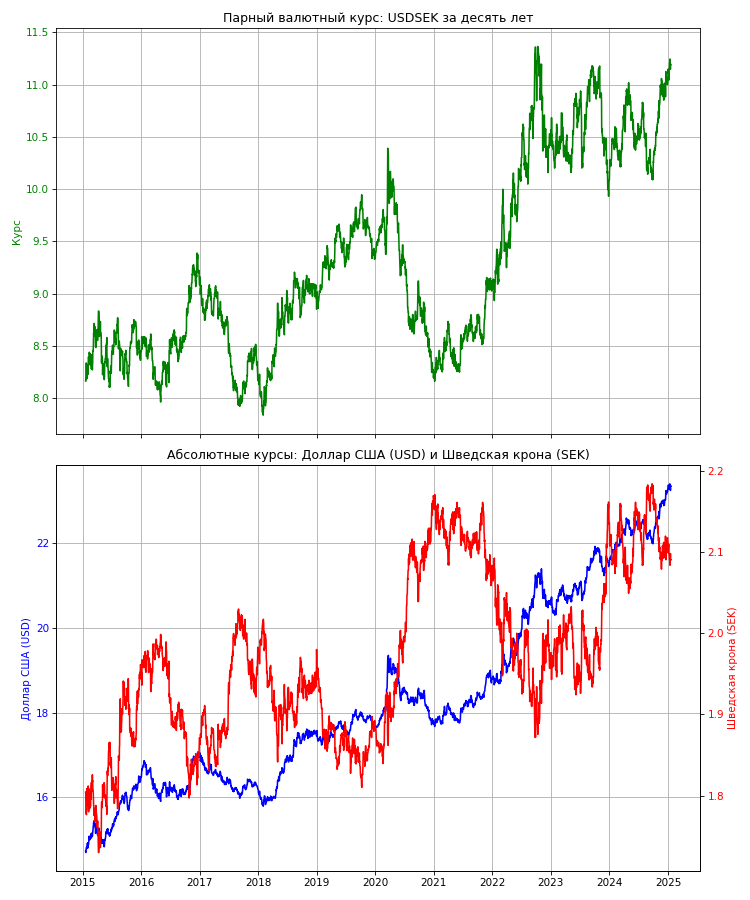 Парный валютный курс: USDSEK за десять лет
11.5
11.0
10.5
10.0
9.5
9.0
8.5
8.0
Курс
Абсолютные курсы: Доллар США (USD) и Шведская крона (SEK)
22
20
18
16
Доллар США (USD)
2.2
2.1
2.0
1.9
1.8
Шведская крона (SEK)
2015 2016 2017 2018 2019 2020 2021 2022 2023 2024 2025